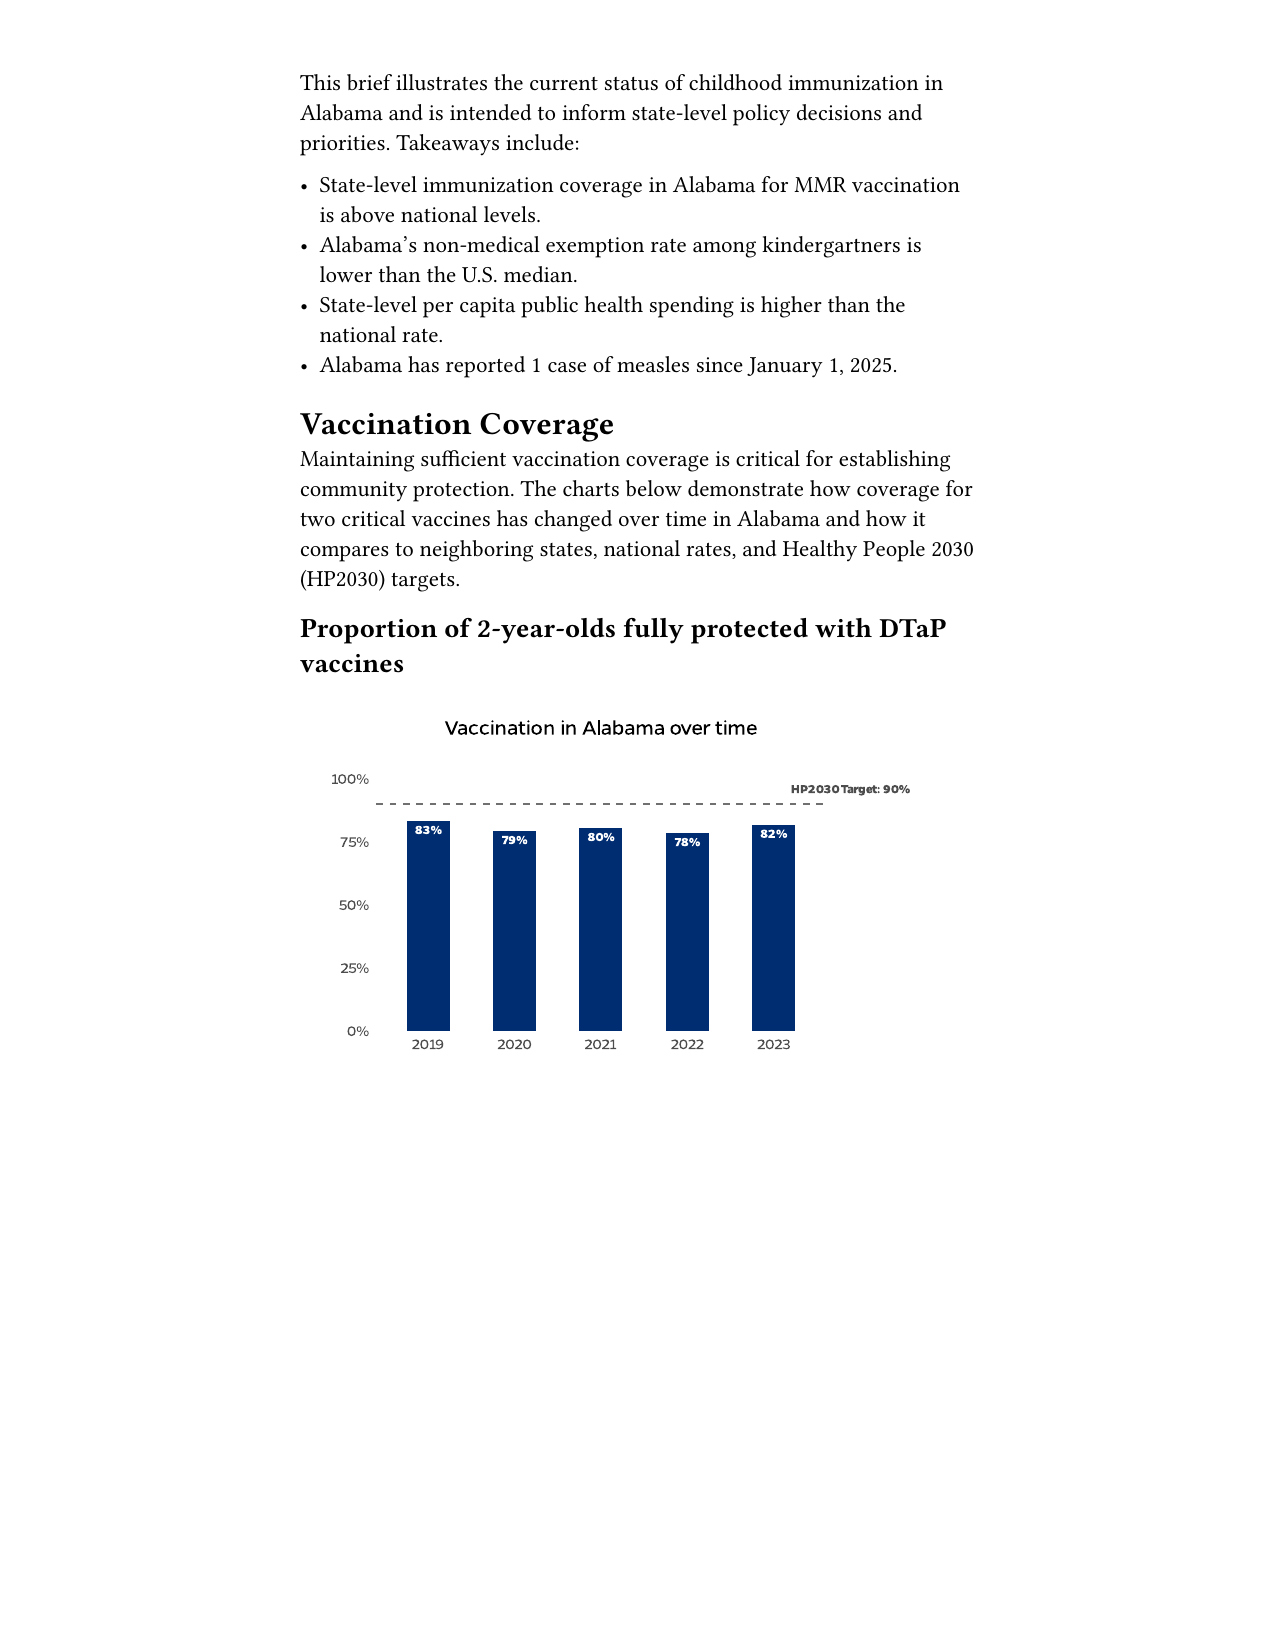 This brief illustrates the current status of childhood immunization in
Alabama and is intended to inform state-level policy decisions and
priorities. Takeaways include:
• State-level immunization coverage in Alabama for MMR vaccination
is above national levels.
• Alabama’s non-medical exemption rate among kindergartners is
lower than the U.S. median.
• State-level per capita public health spending is higher than the
national rate.
• Alabama has reported 1 case of measles since January 1, 2025.
Vaccination Coverage
Maintaining sufficient vaccination coverage is critical for establishing
community protection. The charts below demonstrate how coverage for
two critical vaccines has changed over time in Alabama and how it
compares to neighboring states, national rates, and Healthy People 2030
(HP2030) targets.
Proportion of 2-year-olds fully protected with DTaP
vaccines
Vaccination in Alabama over time
100%
HP2030 Target: 90%
75%
50%
25%
0%
83%
79%
80%
78%
82%
2019
2020
2021
2022
2023